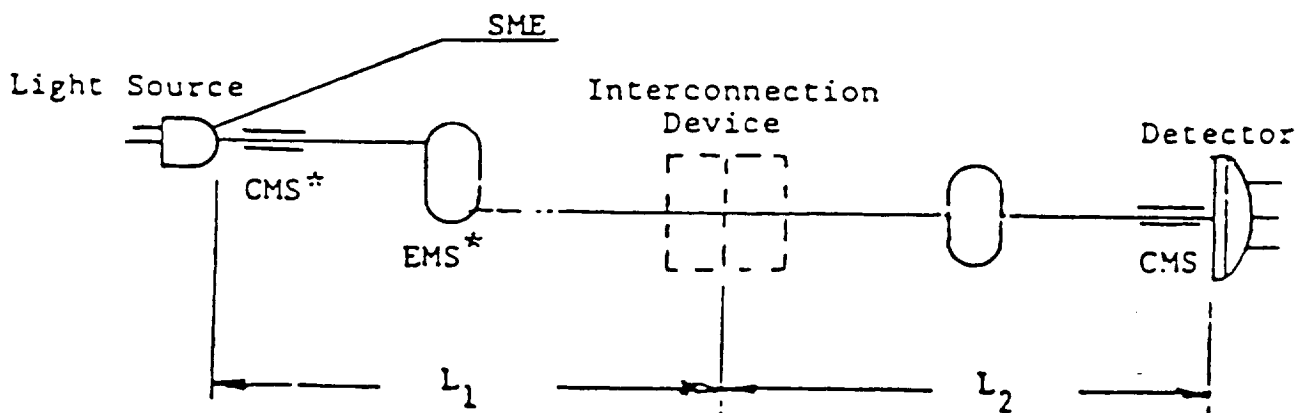 SME
Light Source
Interconnection
Device
Detector
CMS*
EMS*
CMS
L1
L2